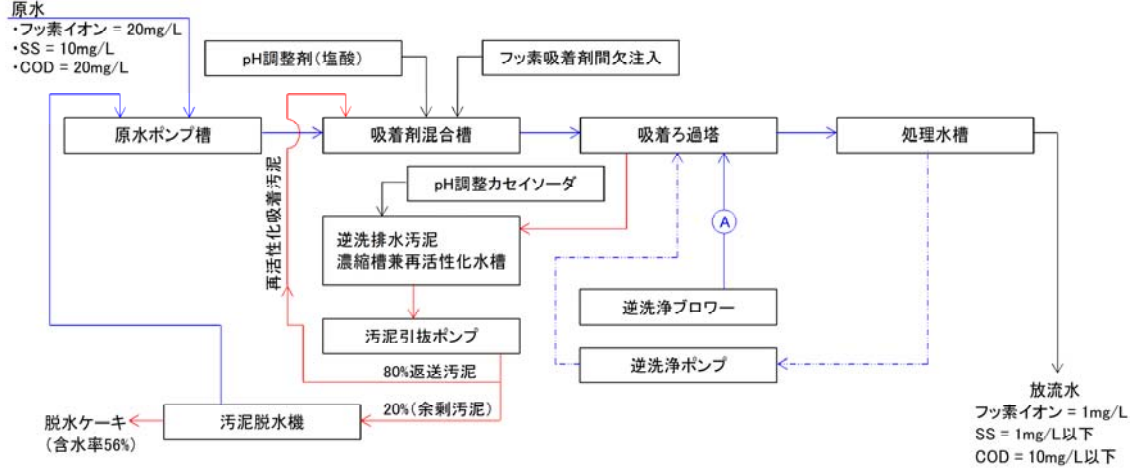 原水
・フッ素イオン = 20mg/L
・SS = 10mg/L
・COD = 20mg/L
pH調整剤(塩酸)
フッ素吸着剤間欠注入
原水ポンプ槽
吸着剤混合槽
吸着ろ過塔
処理水槽
再活性化吸着汚泥
pH調整カセイソーダ
逆洗排水汚泥
濃縮槽兼再活性化水槽
A
逆洗浄ブロワー
汚泥引抜ポンプ
逆洗浄ポンプ
80%返送汚泥
20%(余剰汚泥)
汚泥脱水機
脱水ケーキ
(含水率56%)
放流水
フッ素イオン = 1mg/L
SS = 1mg/L以下
COD = 10mg/L以下